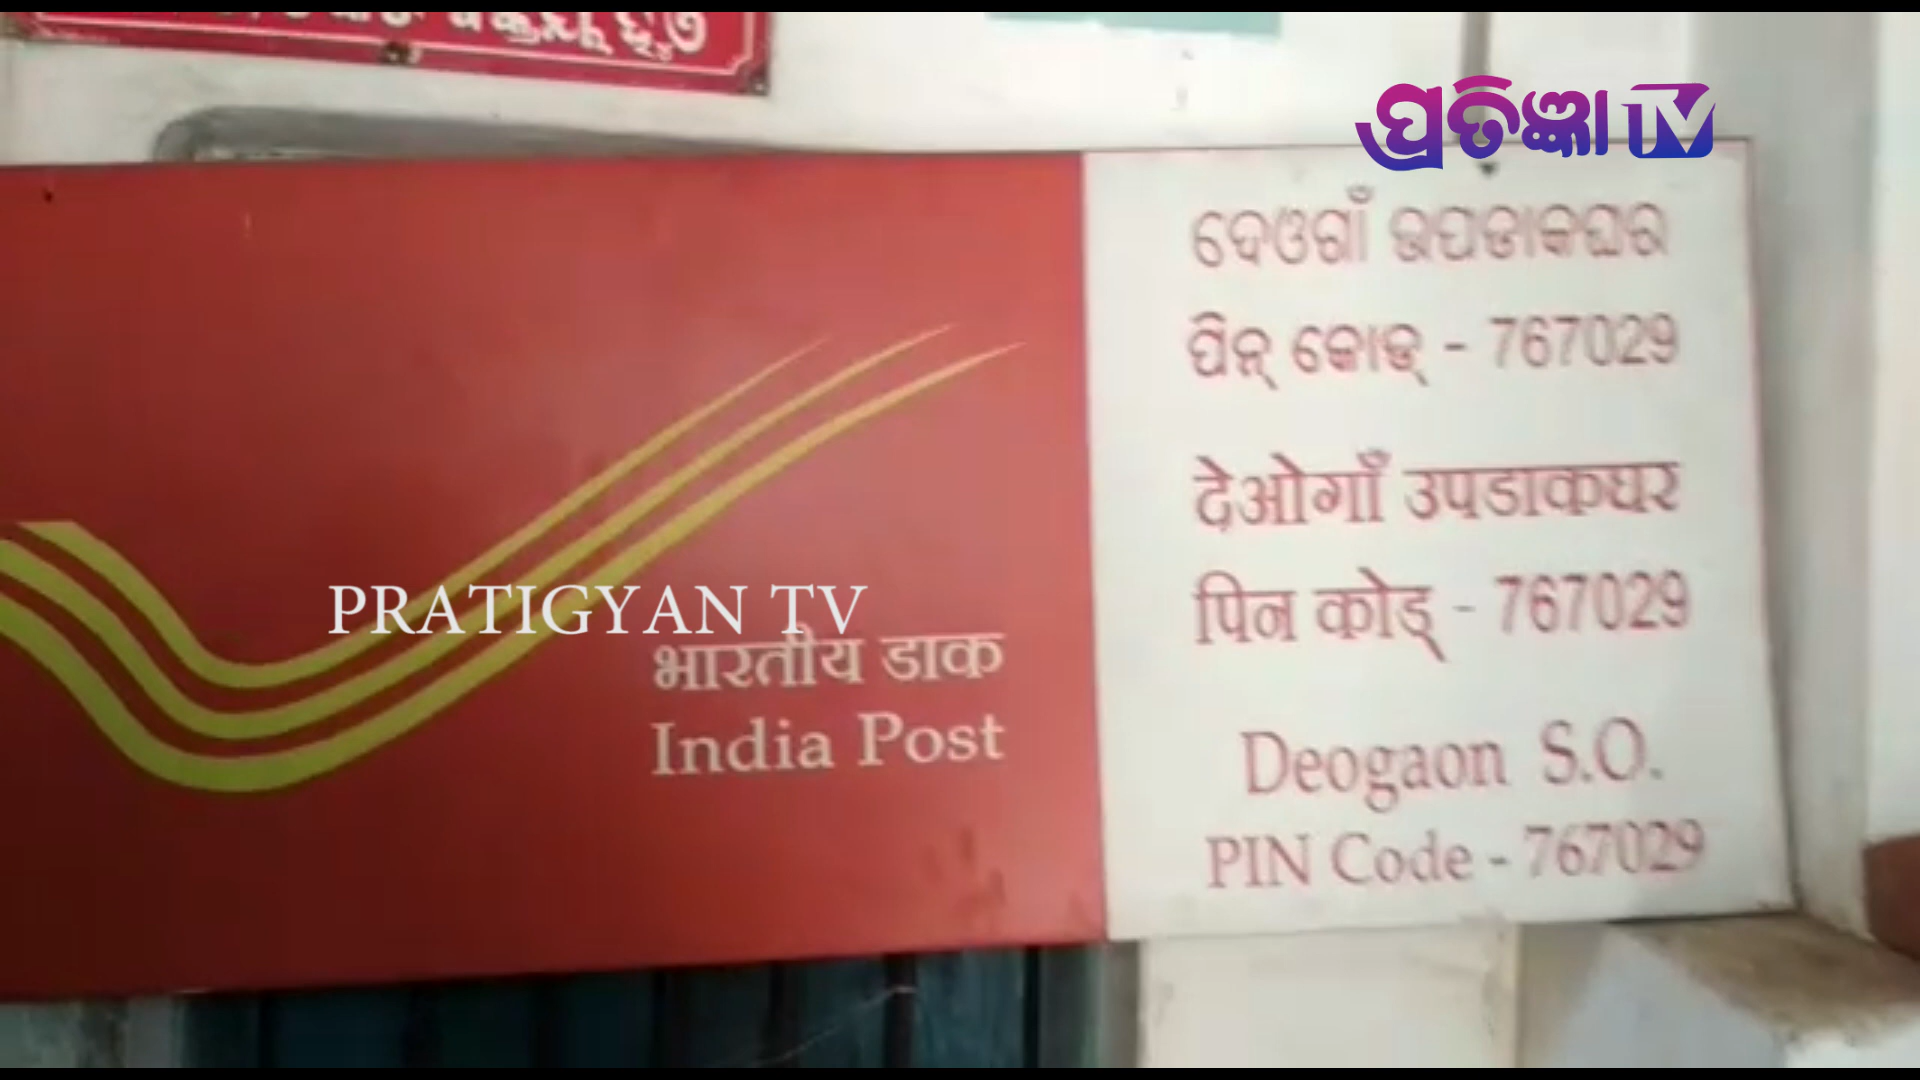 ପ୍ରତିଜ୍ଞା TV
ଦେଓଗାଁ ଉପଡାକଘର
ପିନ୍ କୋଡ୍ - 767029
देओगाँ उपडाकघर
पिन कोड् - 767029
Deogaon S.O.
PIN Code - 767029
PRATIGYAN TV
भारतीय डाक
India Post